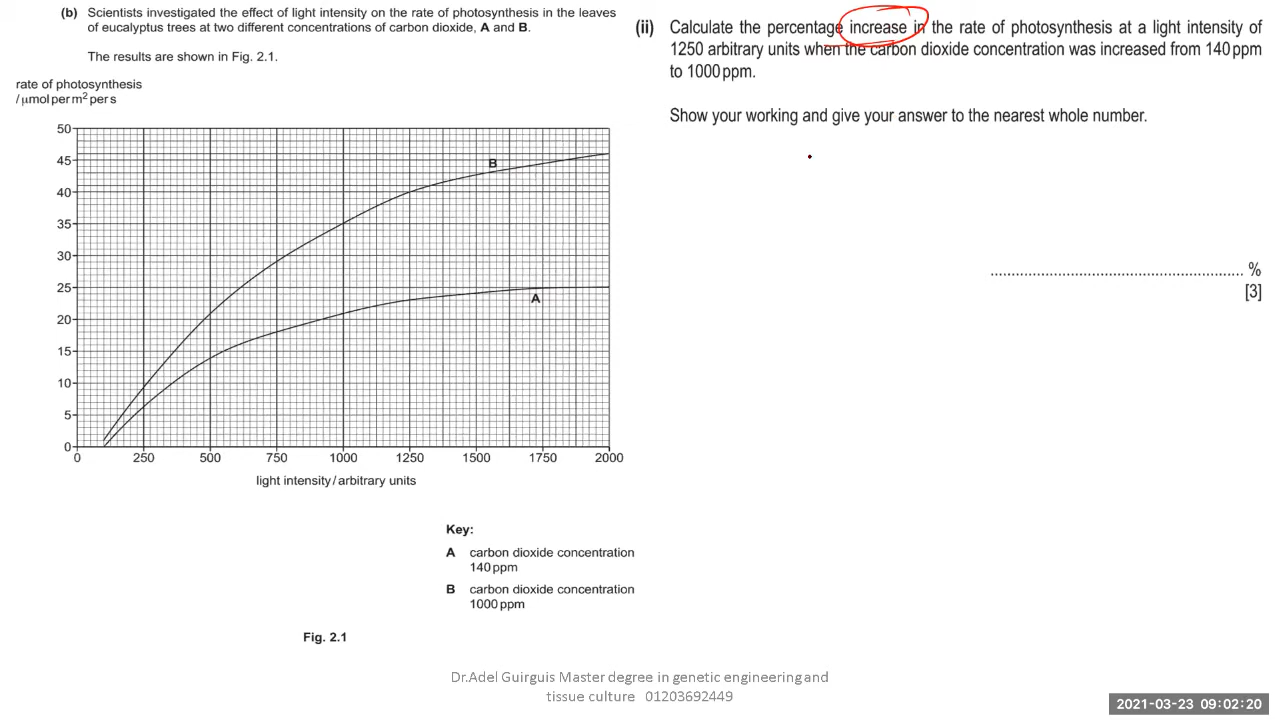 (b) Scientists investigated the effect of light intensity on the rate of photosynthesis in the leaves
of eucalyptus trees at two different concentrations of carbon dioxide, A and B.
The results are shown in Fig. 2.1.
rate of photosynthesis
/ μmol per m² per s
50
45
40
35
30
25
20
15
10
5
0
B
A
0 250 500 750 1000 1250 1500 1750 2000
light intensity / arbitrary units
Key:
A carbon dioxide concentration
140 ppm
B carbon dioxide concentration
1000 ppm
Fig. 2.1
(ii) Calculate the percentage increase in the rate of photosynthesis at a light intensity of
1250 arbitrary units when the carbon dioxide concentration was increased from 140 ppm
to 1000 ppm.
Show your working and give your answer to the nearest whole number.
............................................................. %
[3]
Dr.Adel Guirguis Master degree in genetic engineering and
tissue culture 01203692449
2021-03-23 09:02:20